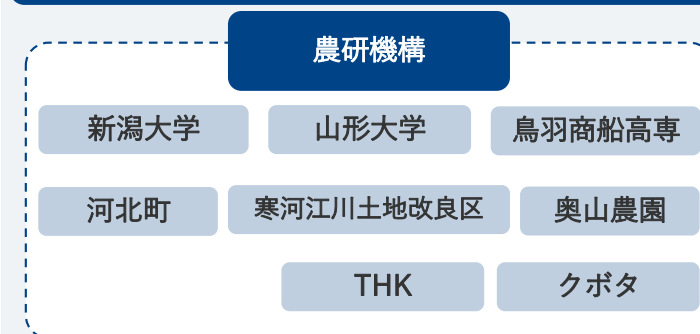 農研機構
新潟大学
山形大学
鳥羽商船高専
河北町
寒河江川土地改良区
奥山農園
THK
クボタ